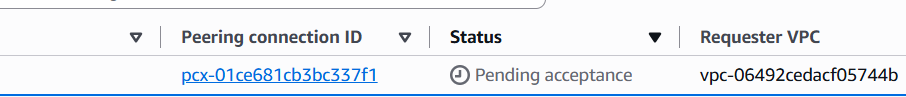 Peering connection ID Status Requester VPC
pcx-01ce681cb3bc337f1 Pending acceptance vpc-06492cedacf05744b